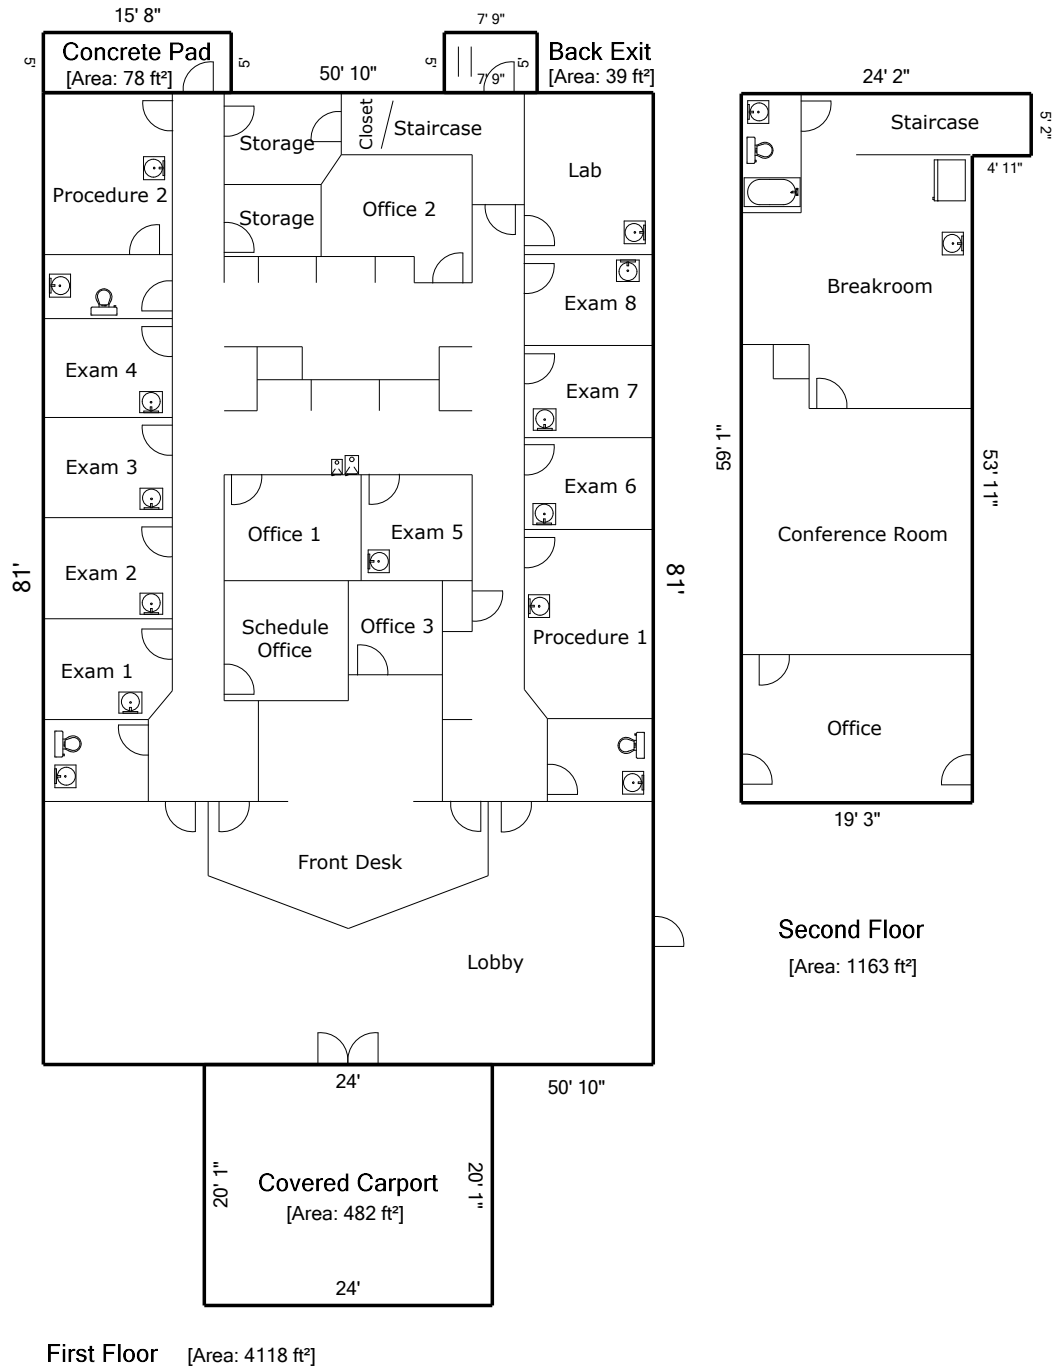 15' 8"
7' 9"
Concrete Pad
[Area: 78 ft²]
5'
5'
50' 10"
5'
5'
7' 9"
Back Exit
[Area: 39 ft²]
24' 2"
Storage
Closet
Staircase
Lab
Staircase
5' 2"
4' 11"
Procedure 2
Storage
Office 2
Exam 8
Breakroom
Exam 4
Exam 7
59' 1"
53' 11"
Exam 3
Exam 6
Office 1
Exam 5
Conference Room
81'
Exam 2
81'
Schedule
Office
Office 3
Procedure 1
Exam 1
Office
19' 3"
Front Desk
Lobby
Second Floor
[Area: 1163 ft²]
24'
50' 10"
20' 1"
20' 1"
Covered Carport
[Area: 482 ft²]
24'
First Floor [Area: 4118 ft²]